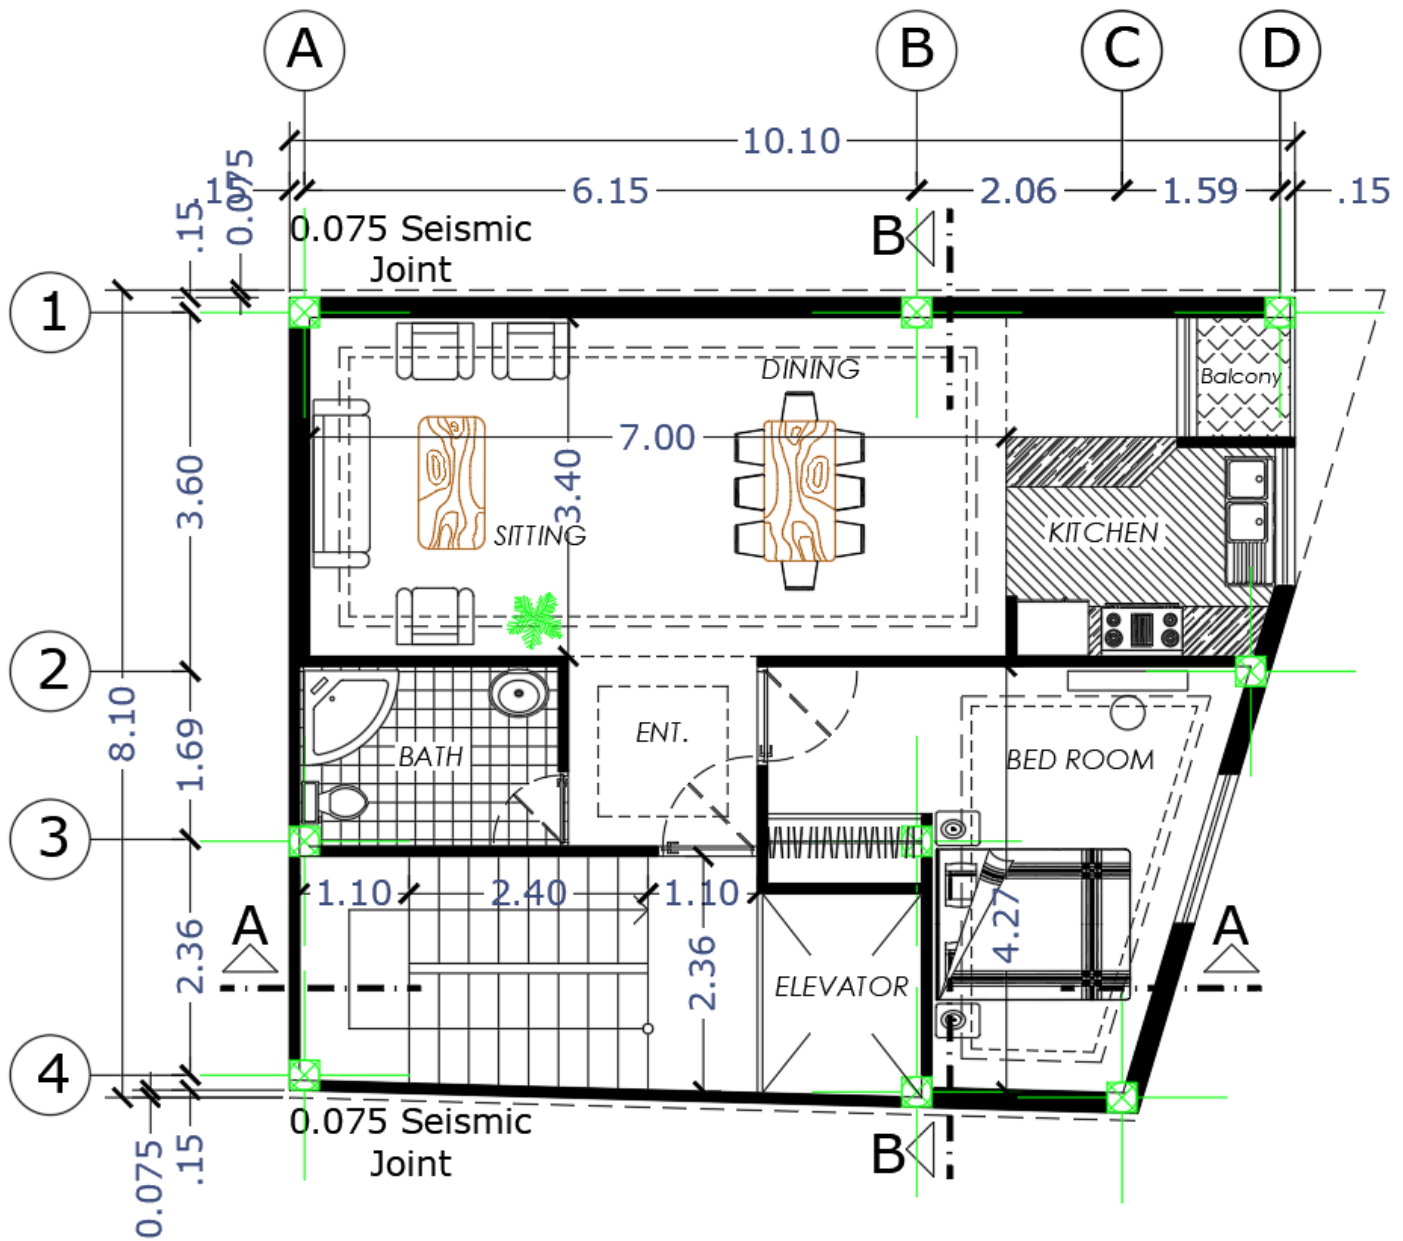 A B C D
10.10
.15 6.15 2.06 1.59 .15
.15 0.075
0.075 Seismic
Joint
B
1
DINING
Balcony
7.00
3.60
3.40
SITTING
KITCHEN
2
8.10
1.69
ENT.
BATH
BED ROOM
3
1.10 2.40 1.10
A
A
2.36
2.36
4.27
ELEVATOR
4
0.075 Seismic
Joint
B
0.075 .15